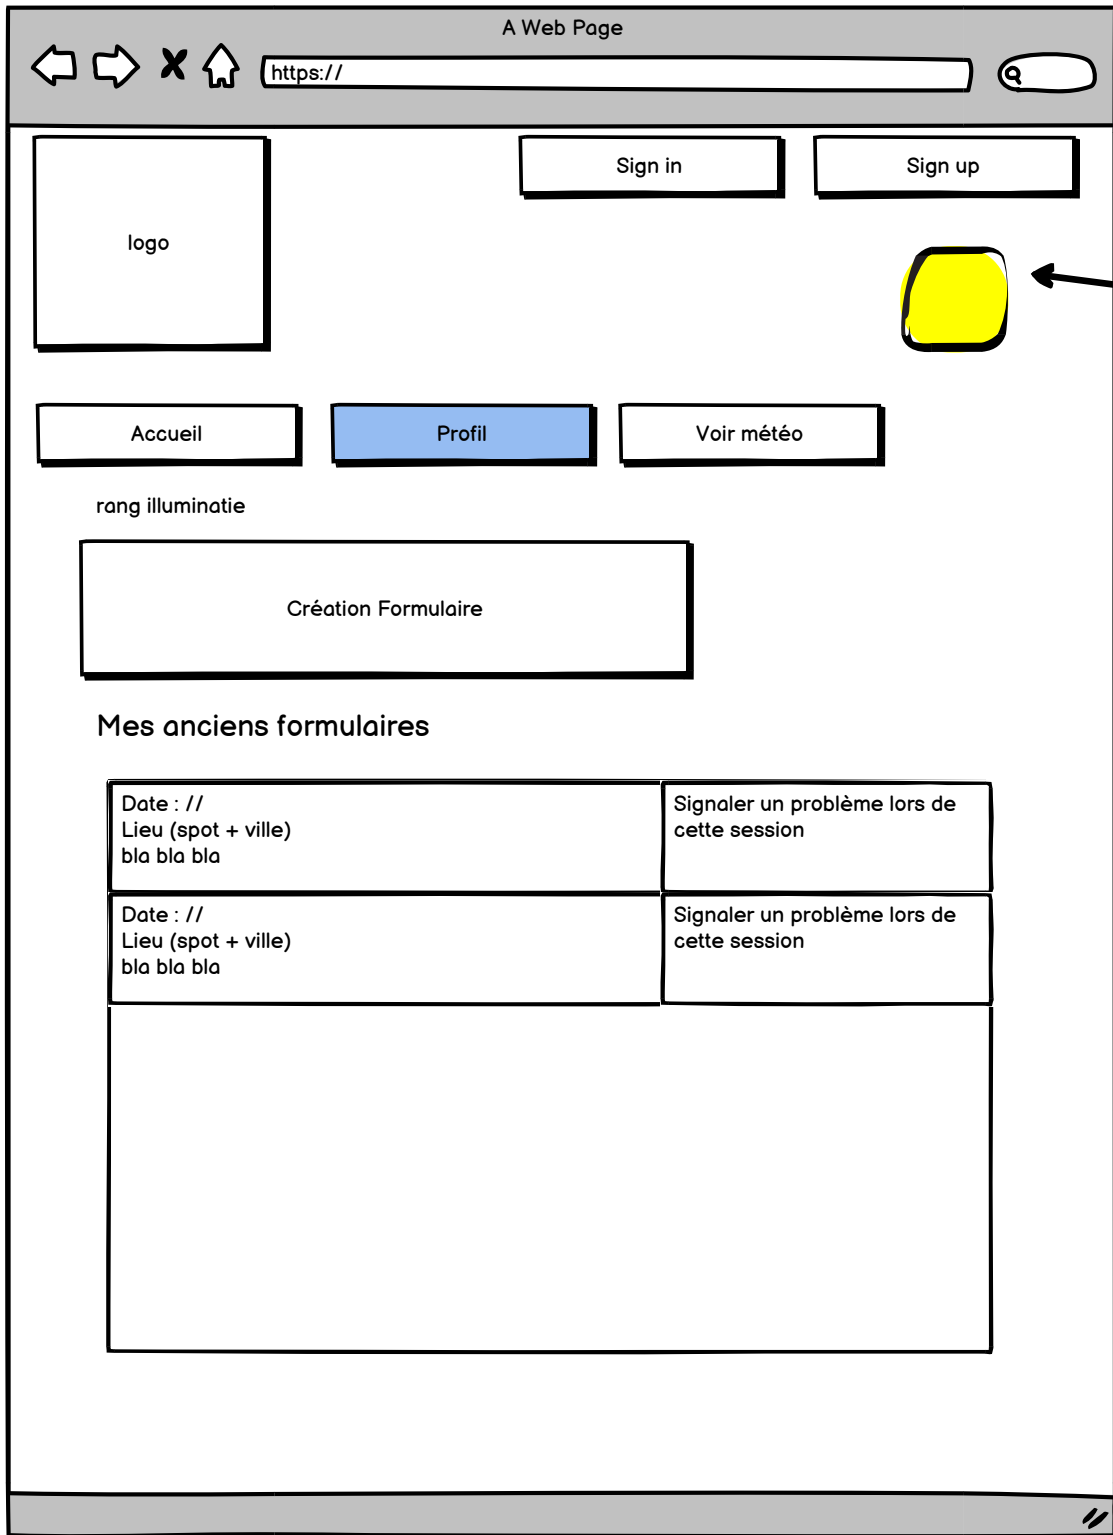 A Web Page
https://
Sign in
Sign up
logo
Accueil
Profil
Voir météo
rang illuminatie
Création Formulaire
Mes anciens formulaires
Date : //
Lieu (spot + ville)
bla bla bla
Signaler un problème lors de
cette session
Date : //
Lieu (spot + ville)
bla bla bla
Signaler un problème lors de
cette session